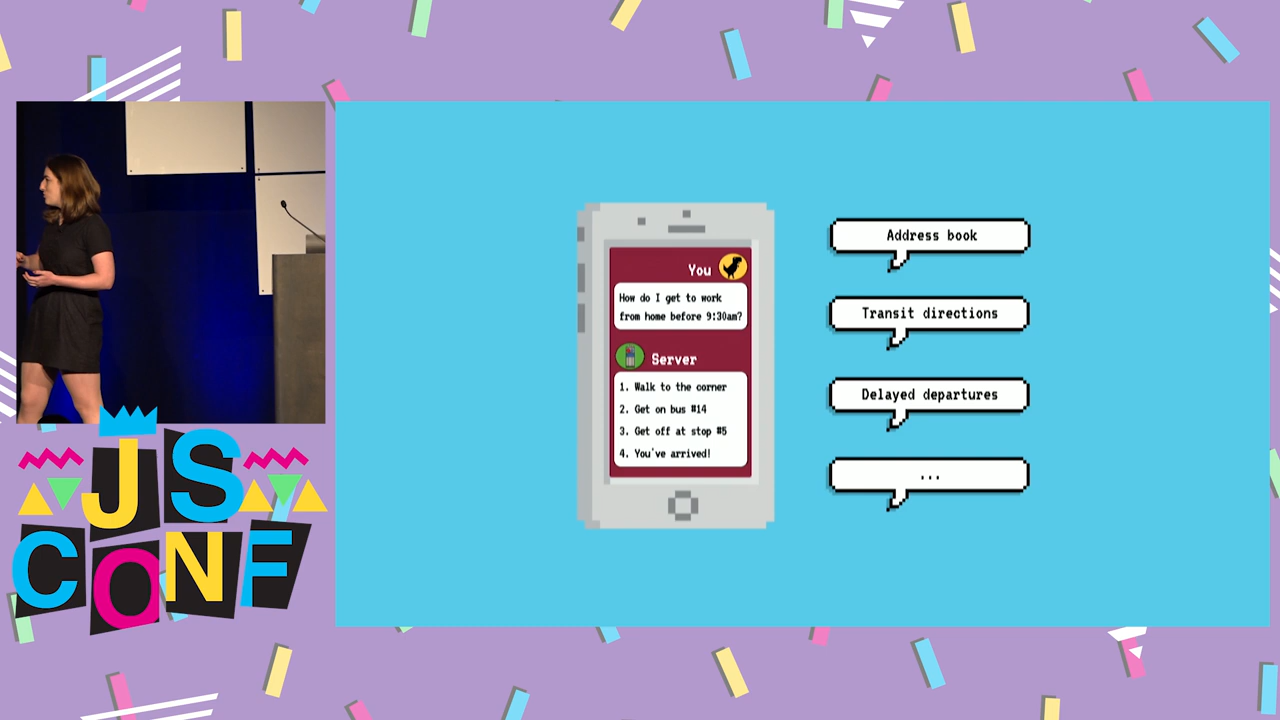 You
How do I get to work
from home before 9:30am?
Server
1. Walk to the corner
2. Get on bus #14
3. Get off at stop #5
4. You've arrived!
Address book
Transit directions
Delayed departures
...
JS
CONF